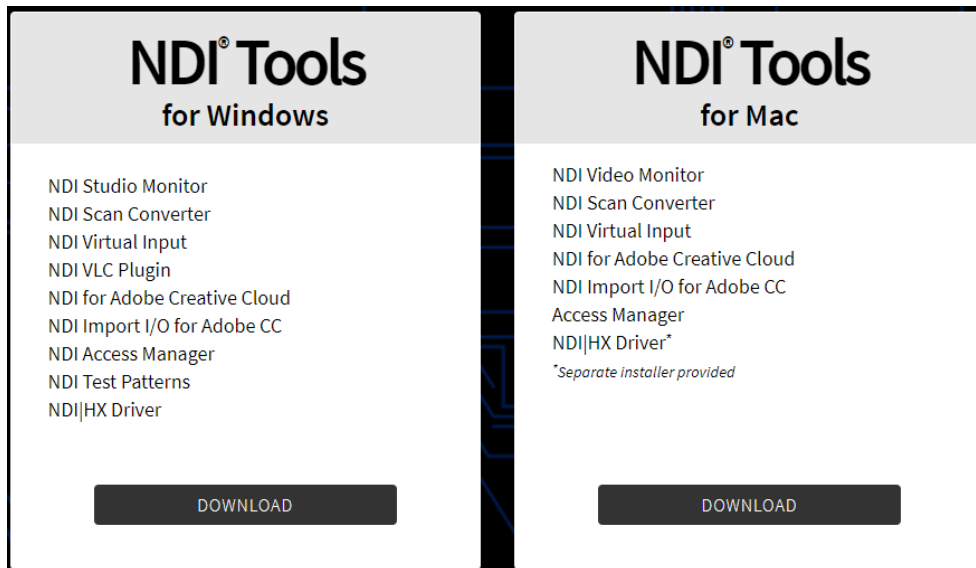 NDI® Tools
for Windows
NDI Studio Monitor
NDI Scan Converter
NDI Virtual Input
NDI VLC Plugin
NDI for Adobe Creative Cloud
NDI Import I/O for Adobe CC
NDI Access Manager
NDI Test Patterns
NDI|HX Driver
DOWNLOAD
NDI® Tools
for Mac
NDI Video Monitor
NDI Scan Converter
NDI Virtual Input
NDI for Adobe Creative Cloud
NDI Import I/O for Adobe CC
Access Manager
NDI|HX Driver*
*Separate installer provided
DOWNLOAD